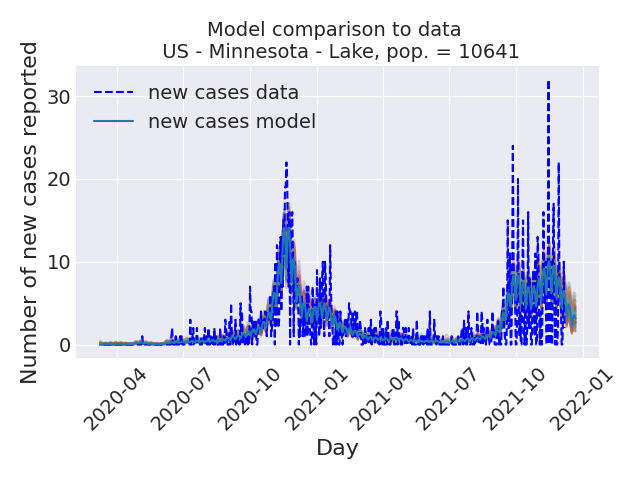 Model comparison to data
US - Minnesota - Lake, pop. = 10641
Number of new cases reported
30
20
10
0
new cases data
new cases model
2020-04
2020-07
2020-10
2021-01
2021-04
2021-07
2021-10
2022-01
Day